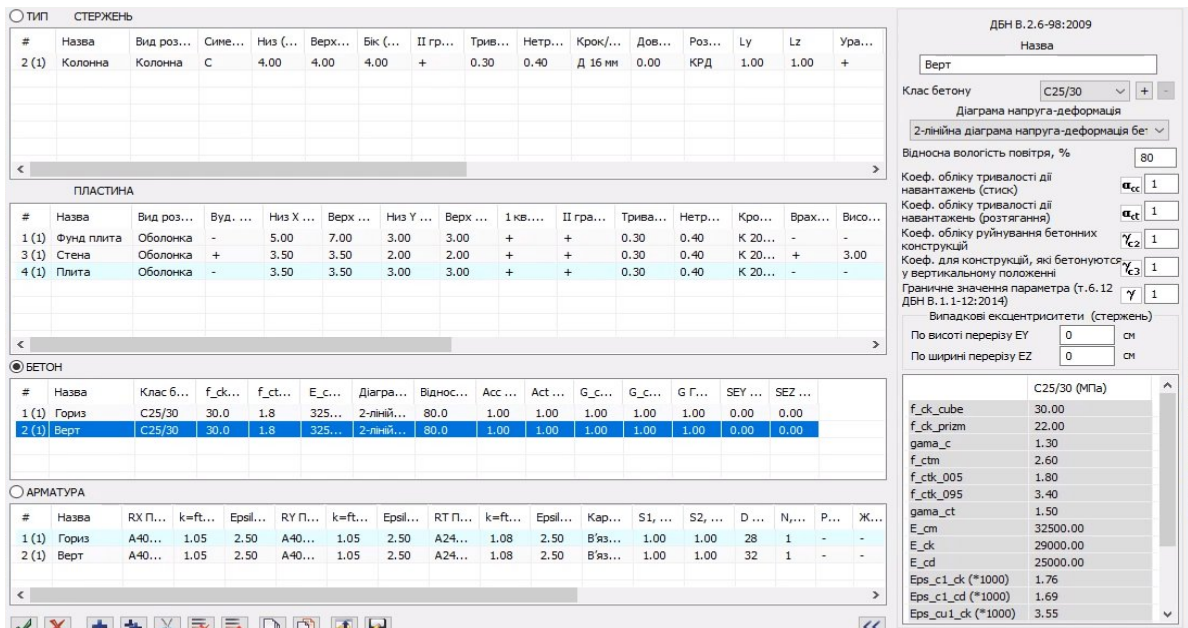 ТИП СТЕРЖЕНЬ
# Назва Вид роз... Симе... Низ (... Верх... Бік (... II гр... Трив... Нетр... Крок/... Дов... Роз... Ly Lz Ура...
2 (1) Колонна Колонна С 4.00 4.00 4.00 + 0.30 0.40 Д 16 мм 0.00 КРД 1.00 1.00 +
ПЛАСТИНА
# Назва Вид роз... Вуд. ... Низ X ... Верх ... Низ Y ... Верх ... 1 кв.... II гра... Трива... Нетр... Кро... Врах... Висо...
1 (1) Фунд плита Оболонка - 5.00 7.00 3.00 3.00 + + 0.30 0.40 К 20... - -
3 (1) Стена Оболонка + 3.50 3.50 2.00 2.00 + + 0.30 0.40 К 20... + 3.00
4 (1) Плита Оболонка - 3.50 3.50 3.00 3.00 + + 0.30 0.40 К 20... - -
БЕТОН
# Назва Клас б... f_ck... f_ct... E_c... Діагра... Віднос... Acc ... Act ... G_c... G_c... G Г... SEY ... SEZ ...
1 (1) Гориз C25/30 30.0 1.8 325... 2-ліній... 80.0 1.00 1.00 1.00 1.00 1.00 0.00 0.00
2 (1) Верт C25/30 30.0 1.8 325... 2-ліній... 80.0 1.00 1.00 1.00 1.00 1.00 0.00 0.00
АРМАТУРА
# Назва RX П... k=ft... Epsil... RY П... k=ft... Epsil... RT П... k=ft... Epsil... Кар... S1, ... S2, ... D ... N,... Р... Ж...
1 (1) Гориз A40... 1.05 2.50 A40... 1.05 2.50 A24... 1.08 2.50 В'яз... 1.00 1.00 28 1 - -
2 (1) Верт A40... 1.05 2.50 A40... 1.05 2.50 A24... 1.08 2.50 В'яз... 1.00 1.00 32 1 - -
ДБН В.2.6-98:2009
Назва
Верт
Клас бетону C25/30
Діаграма напруга-деформація
2-лінійна діаграма напруга-деформація бе
Відносна вологість повітря, % 80
Коеф. обліку тривалості дії
навантажень (стиск) αcc 1
Коеф. обліку тривалості дії
навантажень (розтягання) αct 1
Коеф. обліку руйнування бетонних
конструкцій γc2 1
Коеф. для конструкцій, які бетонуются
у вертикальному положенні γc3 1
Граничне значення параметра (т.6.12
ДБН В.1.1-12:2014) γ 1
Випадкові ексцентриситети (стержень)
По висоті перерізу EY 0 см
По ширині перерізу EZ 0 см
C25/30 (МПа)
f_ck_cube 30.00
f_ck_prizm 22.00
gama_c 1.30
f_ctm 2.60
f_ctk_005 1.80
f_ctk_095 3.40
gama_ct 1.50
E_cm 32500.00
E_ck 29000.00
E_cd 25000.00
Eps_c1_ck (*1000) 1.76
Eps_c1_cd (*1000) 1.69
Eps_cu1_ck (*1000) 3.55